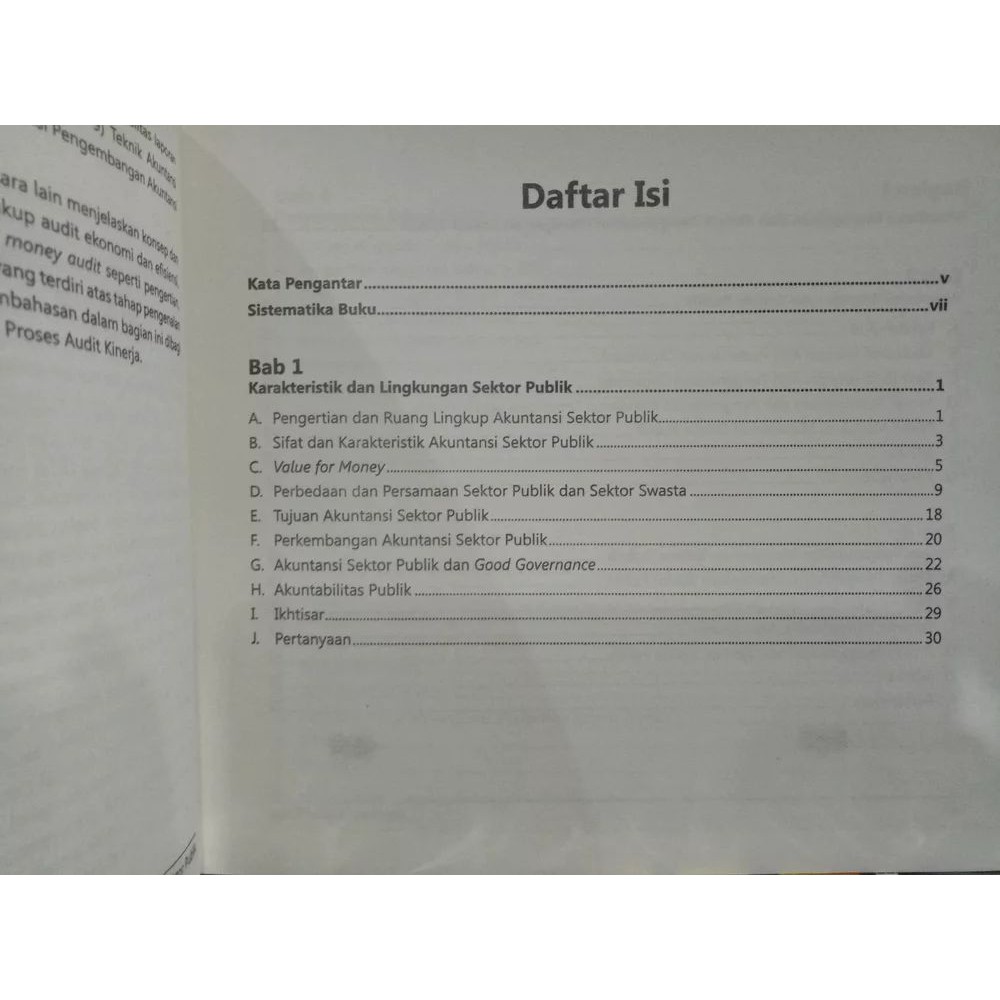 laporan
Teknik Akuntansi
Pengembangan Akuntansi
ara lain menjelaskan konsep dan
kup audit ekonomi dan efisiensi,
money audit seperti pengertian,
ang terdiri atas tahap pengenalan
mbahasan dalam bagian ini dibagi
Proses Audit Kinerja.
Daftar Isi
Kata Pengantar v
Sistematika Buku vii
Bab 1
Karakteristik dan Lingkungan Sektor Publik 1
A. Pengertian dan Ruang Lingkup Akuntansi Sektor Publik 1
B. Sifat dan Karakteristik Akuntansi Sektor Publik 3
C. Value for Money 5
D. Perbedaan dan Persamaan Sektor Publik dan Sektor Swasta 9
E. Tujuan Akuntansi Sektor Publik 18
F. Perkembangan Akuntansi Sektor Publik 20
G. Akuntansi Sektor Publik dan Good Governance 22
H. Akuntabilitas Publik 26
I. Ikhtisar 29
J. Pertanyaan 30